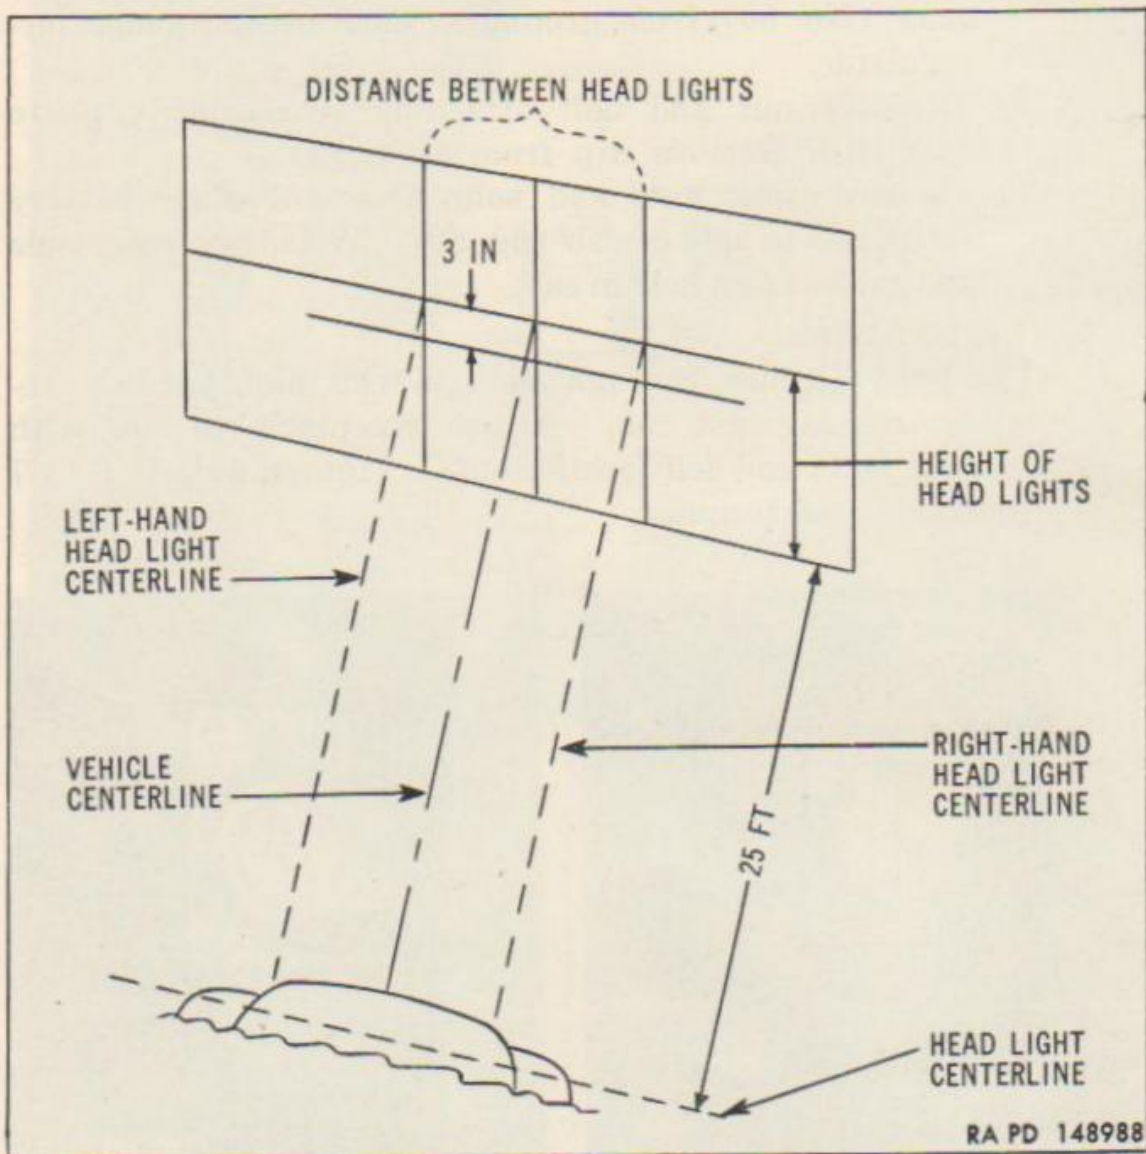 DISTANCE BETWEEN HEAD LIGHTS
3 IN
HEIGHT OF
HEAD LIGHTS
LEFT-HAND
HEAD LIGHT
CENTERLINE
VEHICLE
CENTERLINE
RIGHT-HAND
HEAD LIGHT
CENTERLINE
25 FT
HEAD LIGHT
CENTERLINE
RA PD 148988